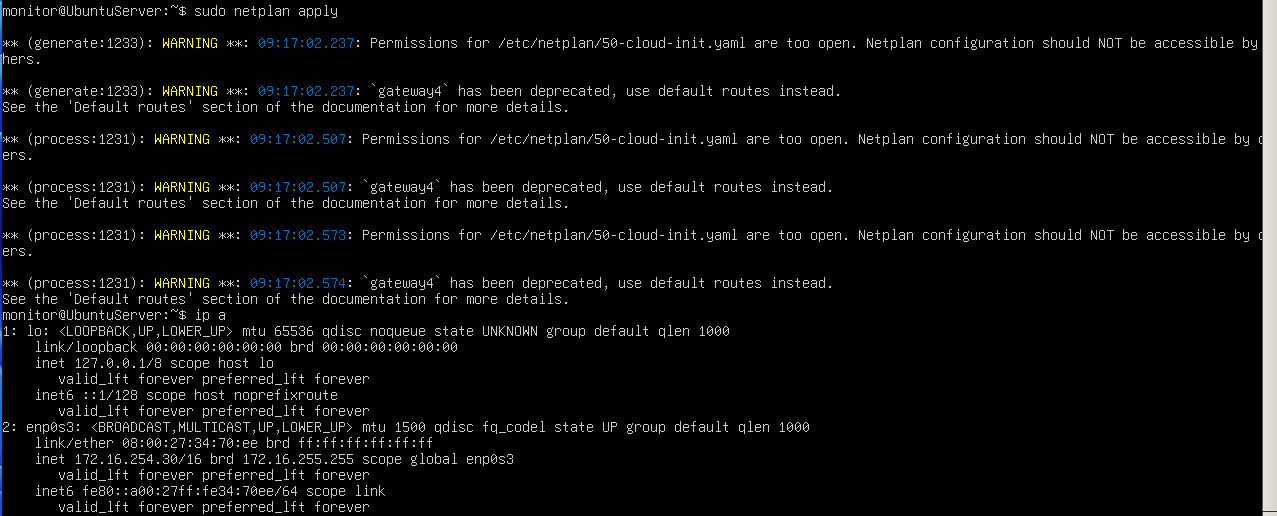 monitor@UbuntuServer:~$ sudo netplan apply
** (generate:1233): WARNING **: 09:17:02.237: Permissions for /etc/netplan/50-cloud-init.yaml are too open. Netplan configuration should NOT be accessible by
hers.
** (generate:1233): WARNING **: 09:17:02.237: `gateway4` has been deprecated, use default routes instead.
See the 'Default routes' section of the documentation for more details.
** (process:1231): WARNING **: 09:17:02.507: Permissions for /etc/netplan/50-cloud-init.yaml are too open. Netplan configuration should NOT be accessible by
ers.
** (process:1231): WARNING **: 09:17:02.507: `gateway4` has been deprecated, use default routes instead.
See the 'Default routes' section of the documentation for more details.
** (process:1231): WARNING **: 09:17:02.573: Permissions for /etc/netplan/50-cloud-init.yaml are too open. Netplan configuration should NOT be accessible by
ers.
** (process:1231): WARNING **: 09:17:02.574: `gateway4` has been deprecated, use default routes instead.
See the 'Default routes' section of the documentation for more details.
monitor@UbuntuServer:~$ ip a
1: lo: <LOOPBACK,UP,LOWER_UP> mtu 65536 qdisc noqueue state UNKNOWN group default qlen 1000
link/loopback 00:00:00:00:00:00 brd 00:00:00:00:00:00
inet 127.0.0.1/8 scope host lo
valid_lft forever preferred_lft forever
inet6 ::1/128 scope host noprefixroute
valid_lft forever preferred_lft forever
2: enp0s3: <BROADCAST,MULTICAST,UP,LOWER_UP> mtu 1500 qdisc fq_codel state UP group default qlen 1000
link/ether 08:00:27:34:70:ee brd ff:ff:ff:ff:ff:ff
inet 172.16.254.30/16 brd 172.16.255.255 scope global enp0s3
valid_lft forever preferred_lft forever
inet6 fe80::a00:27ff:fe34:70ee/64 scope link
valid_lft forever preferred_lft forever